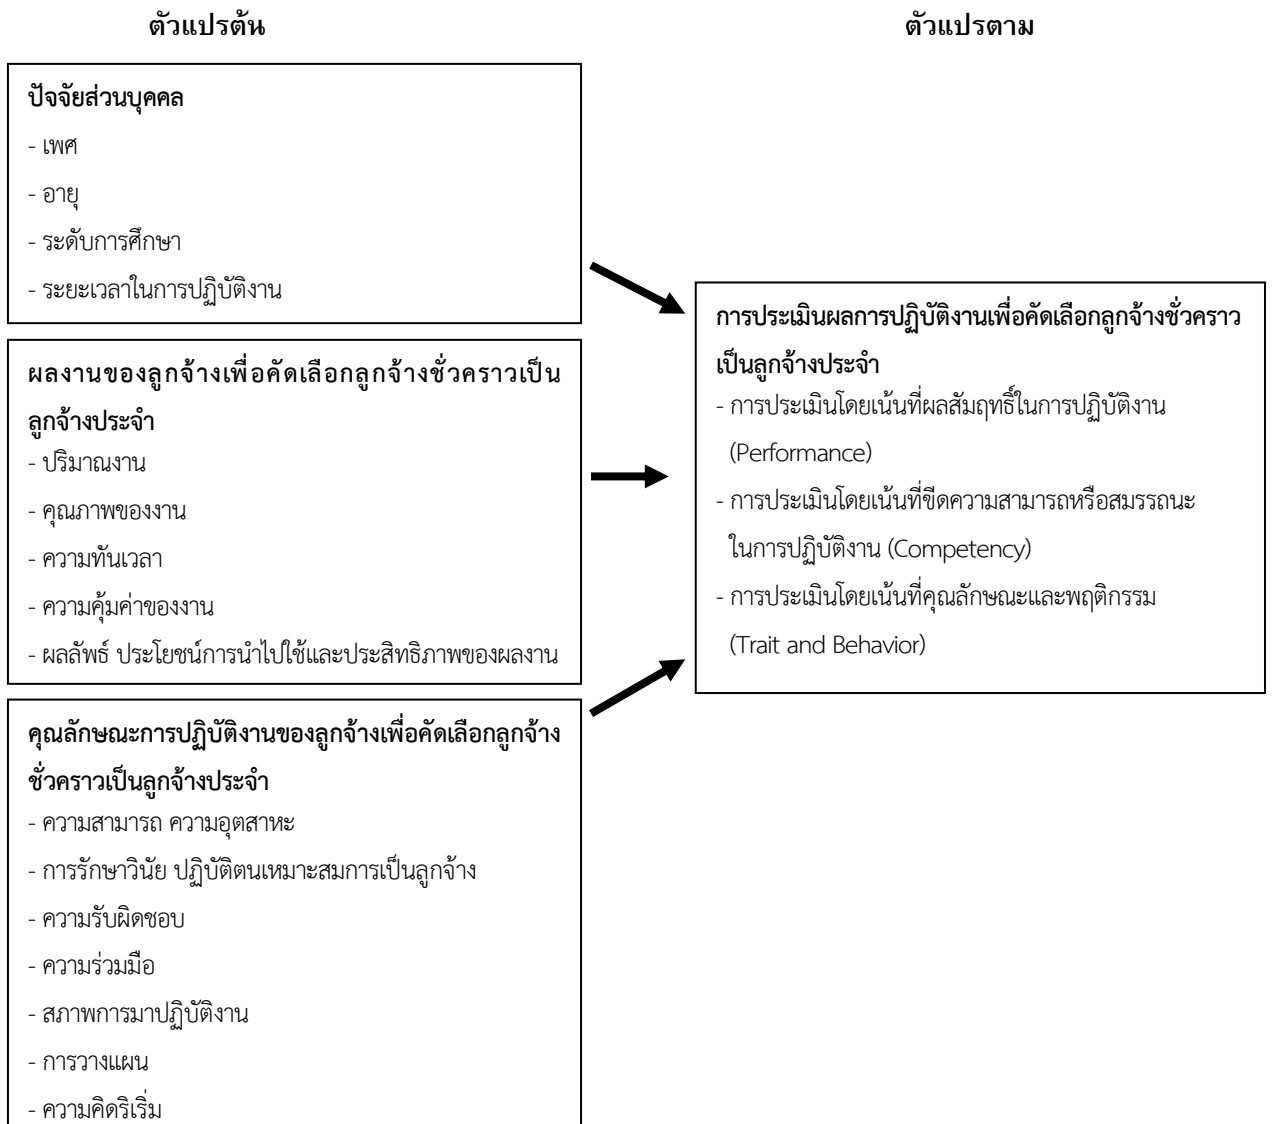 ตัวแปรต้น
ตัวแปรตาม
ปัจจัยส่วนบุคคล
- เพศ
- อายุ
- ระดับการศึกษา
- ระยะเวลาในการปฏิบัติงาน
ผลงานของลูกจ้างเพื่อคัดเลือกลูกจ้างชั่วคราวเป็น
ลูกจ้างประจำ
- ปริมาณงาน
- คุณภาพของงาน
- ความทันเวลา
- ความคุ้มค่าของงาน
- ผลลัพธ์ ประโยชน์การนำไปใช้และประสิทธิภาพของผลงาน
คุณลักษณะการปฏิบัติงานของลูกจ้างเพื่อคัดเลือกลูกจ้าง
ชั่วคราวเป็นลูกจ้างประจำ
- ความสามารถ ความอุตสาหะ
- การรักษาวินัย ปฏิบัติตนเหมาะสมการเป็นลูกจ้าง
- ความรับผิดชอบ
- ความร่วมมือ
- สภาพการมาปฏิบัติงาน
- การวางแผน
- ความคิดริเริ่ม
การประเมินผลการปฏิบัติงานเพื่อคัดเลือกลูกจ้างชั่วคราว
เป็นลูกจ้างประจำ
- การประเมินโดยเน้นที่ผลสัมฤทธิ์ในการปฏิบัติงาน
(Performance)
- การประเมินโดยเน้นที่ขีดความสามารถหรือสมรรถนะ
ในการปฏิบัติงาน (Competency)
- การประเมินโดยเน้นที่คุณลักษณะและพฤติกรรม
(Trait and Behavior)